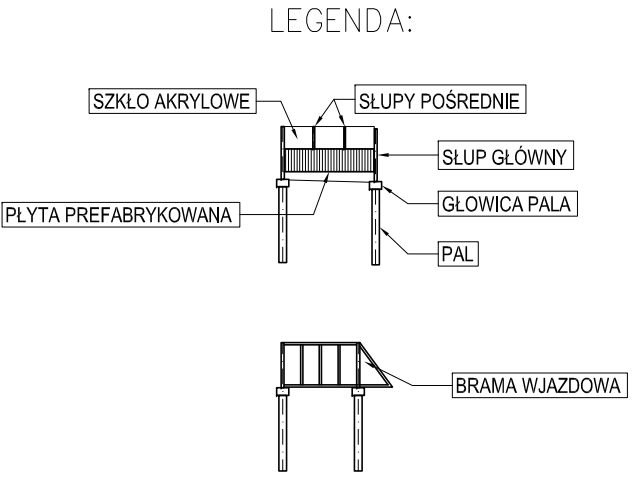 LEGENDA:
SZKŁO AKRYLOWE
SŁUPY POŚREDNIE
SŁUP GŁÓWNY
GŁOWICA PALA
PŁYTA PREFABRYKOWANA
PAL
BRAMA WJAZDOWA